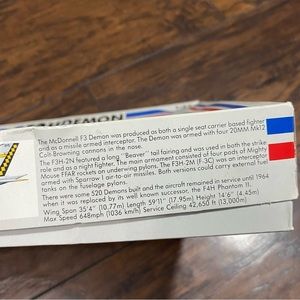 DEMON
The McDonnell F3 Demon was produced as both a single seat carrier based fighter
and as a missile armed interceptor. The Demon was armed with four 20MM Mk12
Colt Browning cannons in the nose.
The F3H-2N featured a long "Beaver" tail fairing and was used in both the strike
role and as a night fighter. The main armament consisted of four pods of Mighty
Mouse FFAR rockets on underwing pylons. The F3H-2M (F-3C) was an interceptor
armed with Sparrow I air-to-air missiles. Both versions could carry external fuel
tanks on the fuselage pylons.
There were some 520 Demons built and the aircraft remained in service until 1964
when it was replaced by its well known successor, the F4H Phantom II.
Wing Span 35'4" (10.77m) Length 59'11" (17.95m) Height 14'6" (4.45m)
Max Speed 648mph (1036 km/h) Service Ceiling 42,650 ft (13,000m)